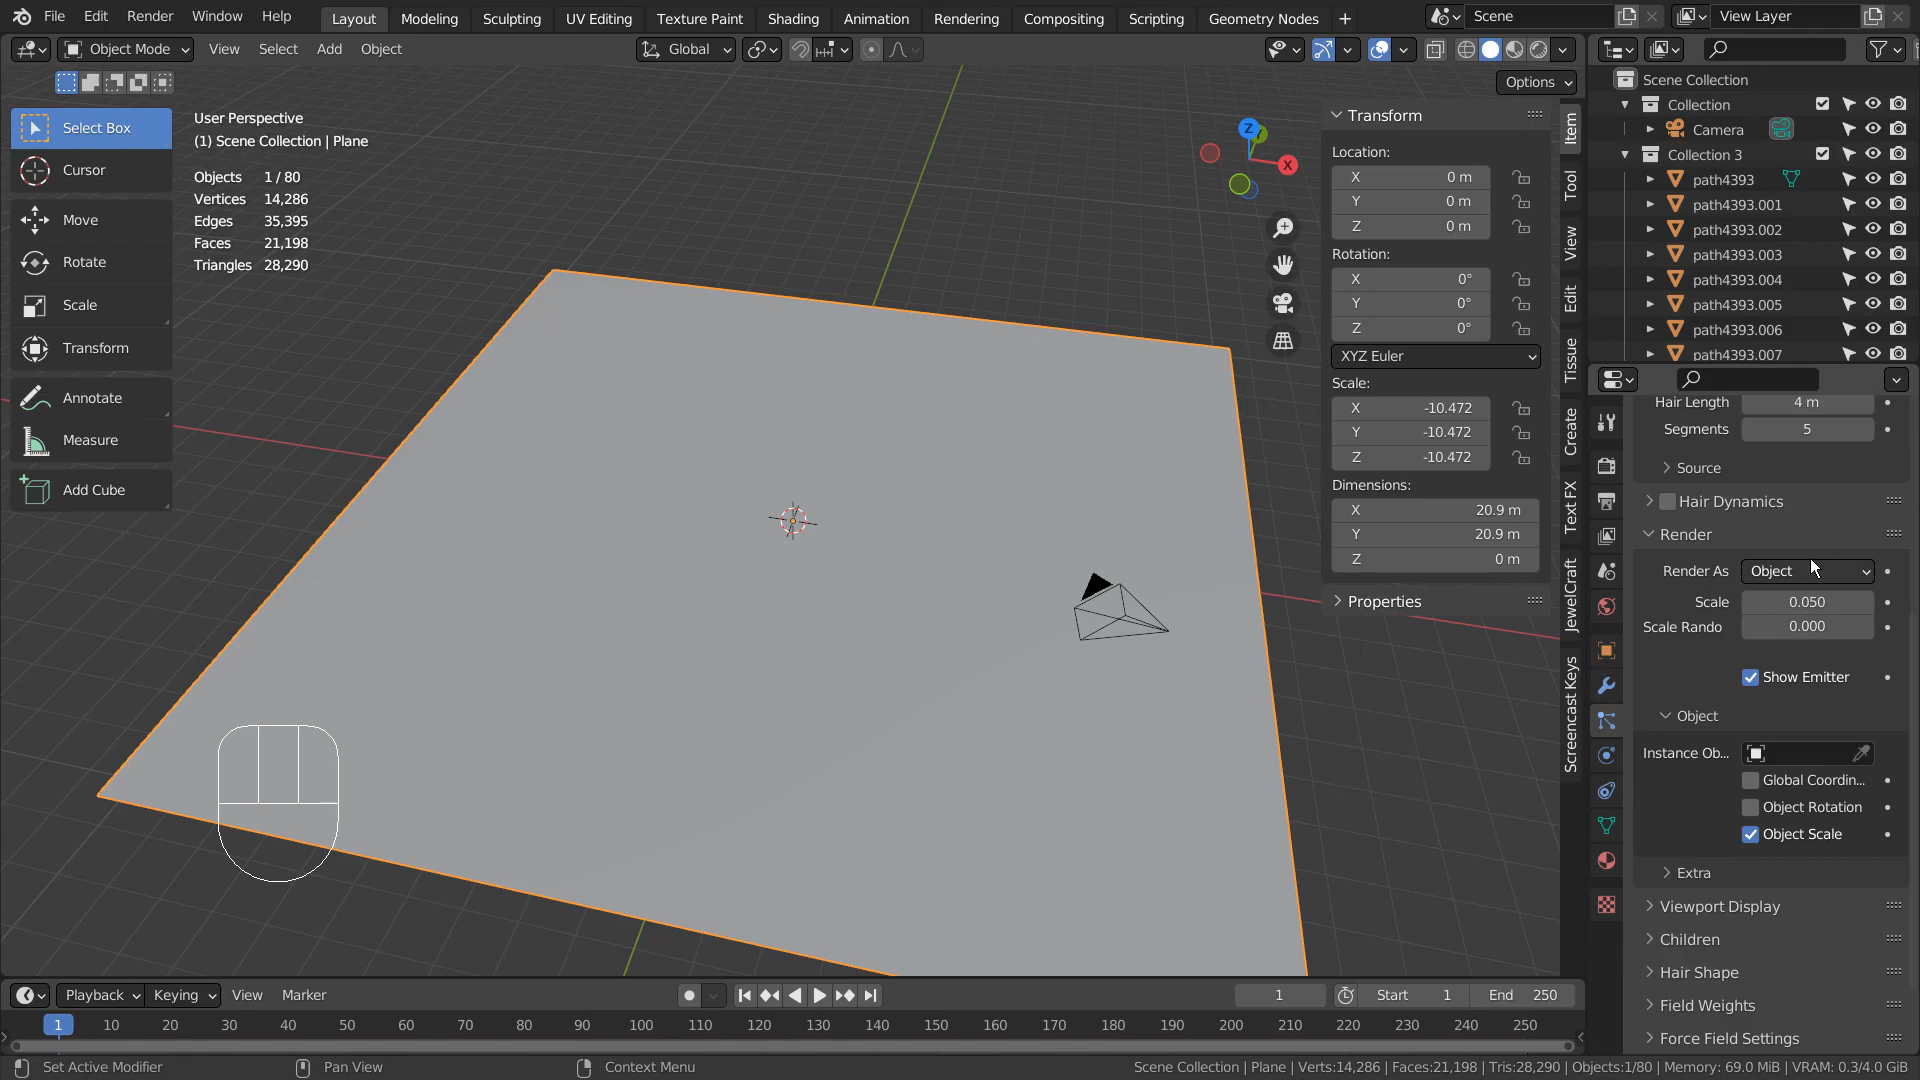 File Edit Render Window Help Layout Modeling Sculpting UV Editing Texture Paint Shading Animation Rendering Compositing Scripting Geometry Nodes + Scene View Layer
Object Mode View Select Add Object Global
Options
Select Box
Cursor
Move
Rotate
Scale
Transform
Annotate
Measure
Add Cube
User Perspective
(1) Scene Collection | Plane
Objects 1 / 80
Vertices 14,286
Edges 35,395
Faces 21,198
Triangles 28,290
Z
X
Transform
Location:
X 0 m
Y 0 m
Z 0 m
Rotation:
X 0°
Y 0°
Z 0°
XYZ Euler
Scale:
X -10.472
Y -10.472
Z -10.472
Dimensions:
X 20.9 m
Y 20.9 m
Z 0 m
Properties
Item
Tool
View
Edit
Tissue
Create
Text FX
JewelCraft
Screencast Keys
Scene Collection
Collection
Camera
Collection 3
path4393
path4393.001
path4393.002
path4393.003
path4393.004
path4393.005
path4393.006
path4393.007
Hair Length 4 m
Segments 5
Source
Hair Dynamics
Render
Render As Object
Scale 0.050
Scale Rando 0.000
Show Emitter
Object
Instance Ob...
Global Coordin...
Object Rotation
Object Scale
Extra
Viewport Display
Children
Hair Shape
Field Weights
Force Field Settings
Playback Keying View Marker 1 Start 1 End 250
1 10 20 30 40 50 60 70 80 90 100 110 120 130 140 150 160 170 180 190 200 210 220 230 240 250
Set Active Modifier Pan View Context Menu Scene Collection | Plane | Verts:14,286 | Faces:21,198 | Tris:28,290 | Objects:1/80 | Memory: 69.0 MiB | VRAM: 0.3/4.0 GiB